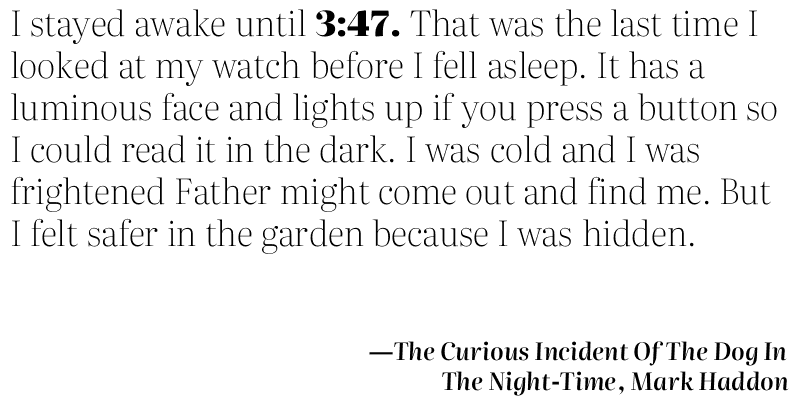 I stayed awake until 3:47. That was the last time I
looked at my watch before I fell asleep. It has a
luminous face and lights up if you press a button so
I could read it in the dark. I was cold and I was
frightened Father might come out and find me. But
I felt safer in the garden because I was hidden.
—The Curious Incident Of The Dog In
The Night-Time, Mark Haddon